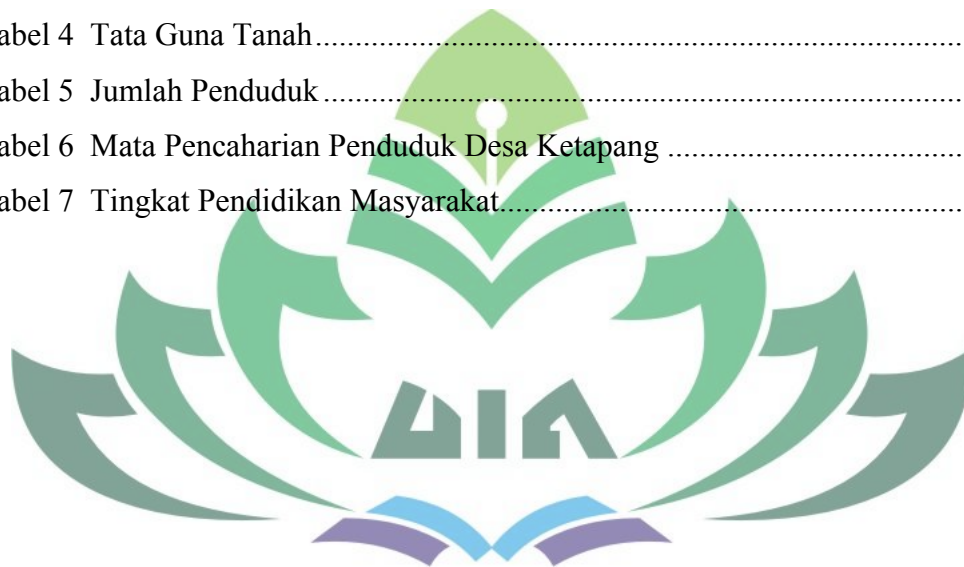 abel 4 Tata Guna Tanah
abel 5 Jumlah Penduduk
abel 6 Mata Pencaharian Penduduk Desa Ketapang
abel 7 Tingkat Pendidikan Masyarakat
UIN